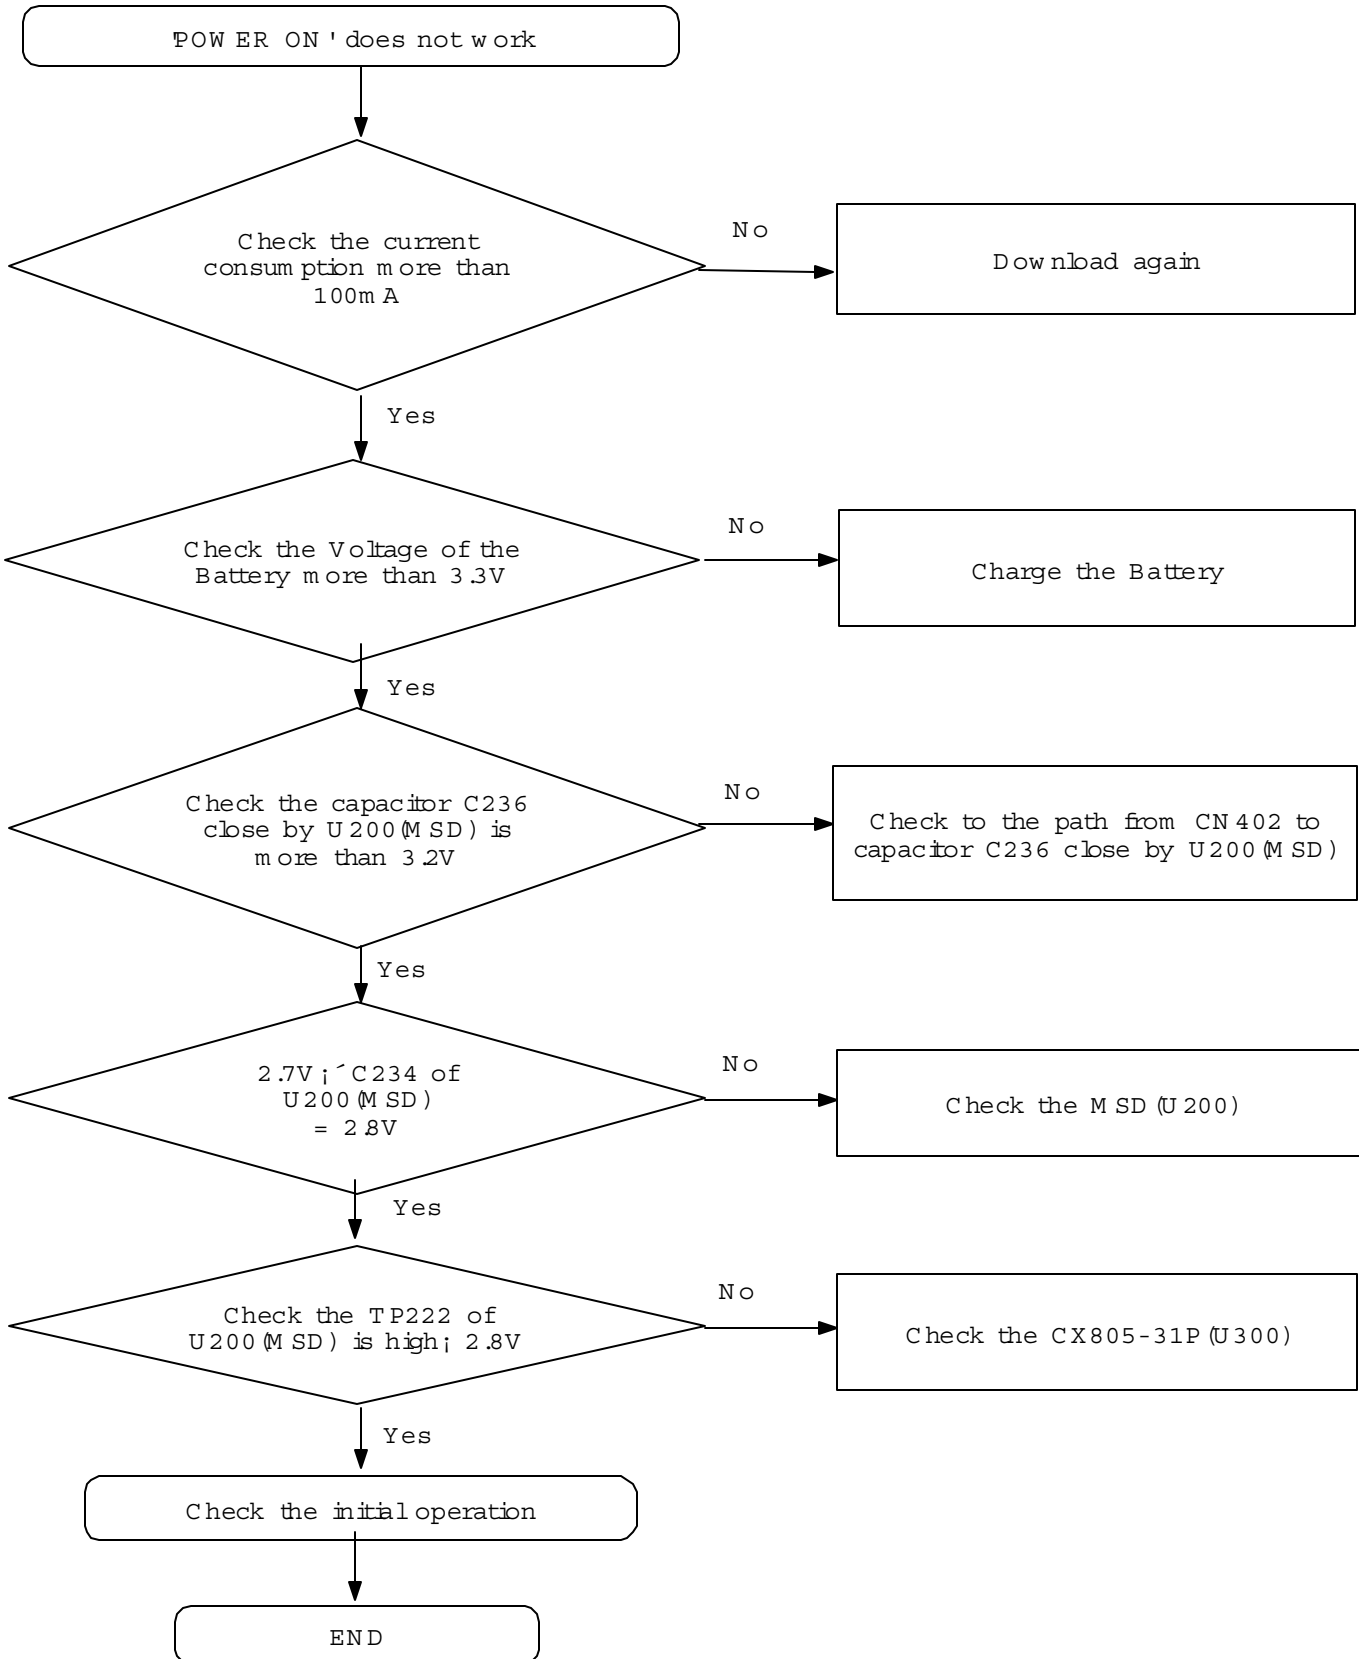 'POWER ON' does not work
Check the current
consumption more than
100mA
No
Download again
Yes
Check the Voltage of the
Battery more than 3.3V
No
Charge the Battery
Yes
Check the capacitor C236
close by U200(MSD) is
more than 3.2V
No
Check to the path from CN402 to
capacitor C236 close by U200(MSD)
Yes
2.7V¡´C234 of
U200(MSD)
= 2.8V
No
Check the MSD(U200)
Yes
Check the TP222 of
U200(MSD) is high¡ 2.8V
No
Check the CX805-31P(U300)
Yes
Check the initial operation
END